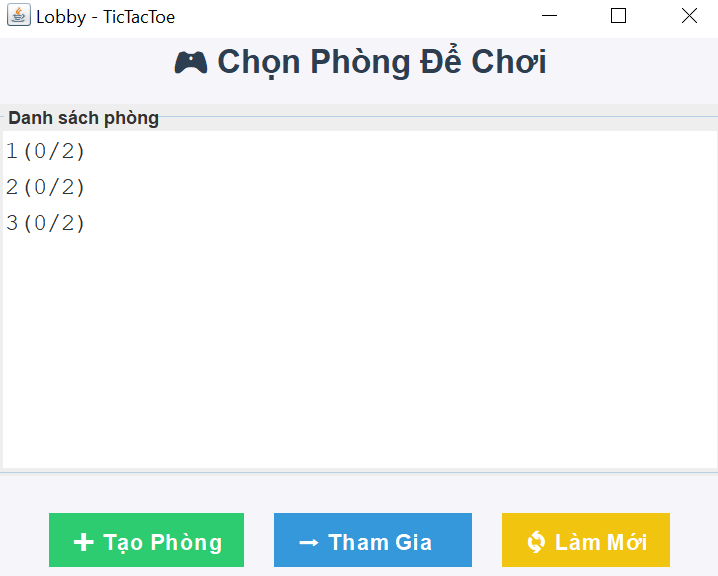 Lobby - TicTacToe
Chọn Phòng Để Chơi
Danh sách phòng
1(0/2)
2(0/2)
3(0/2)
Tạo Phòng
Tham Gia
Làm Mới